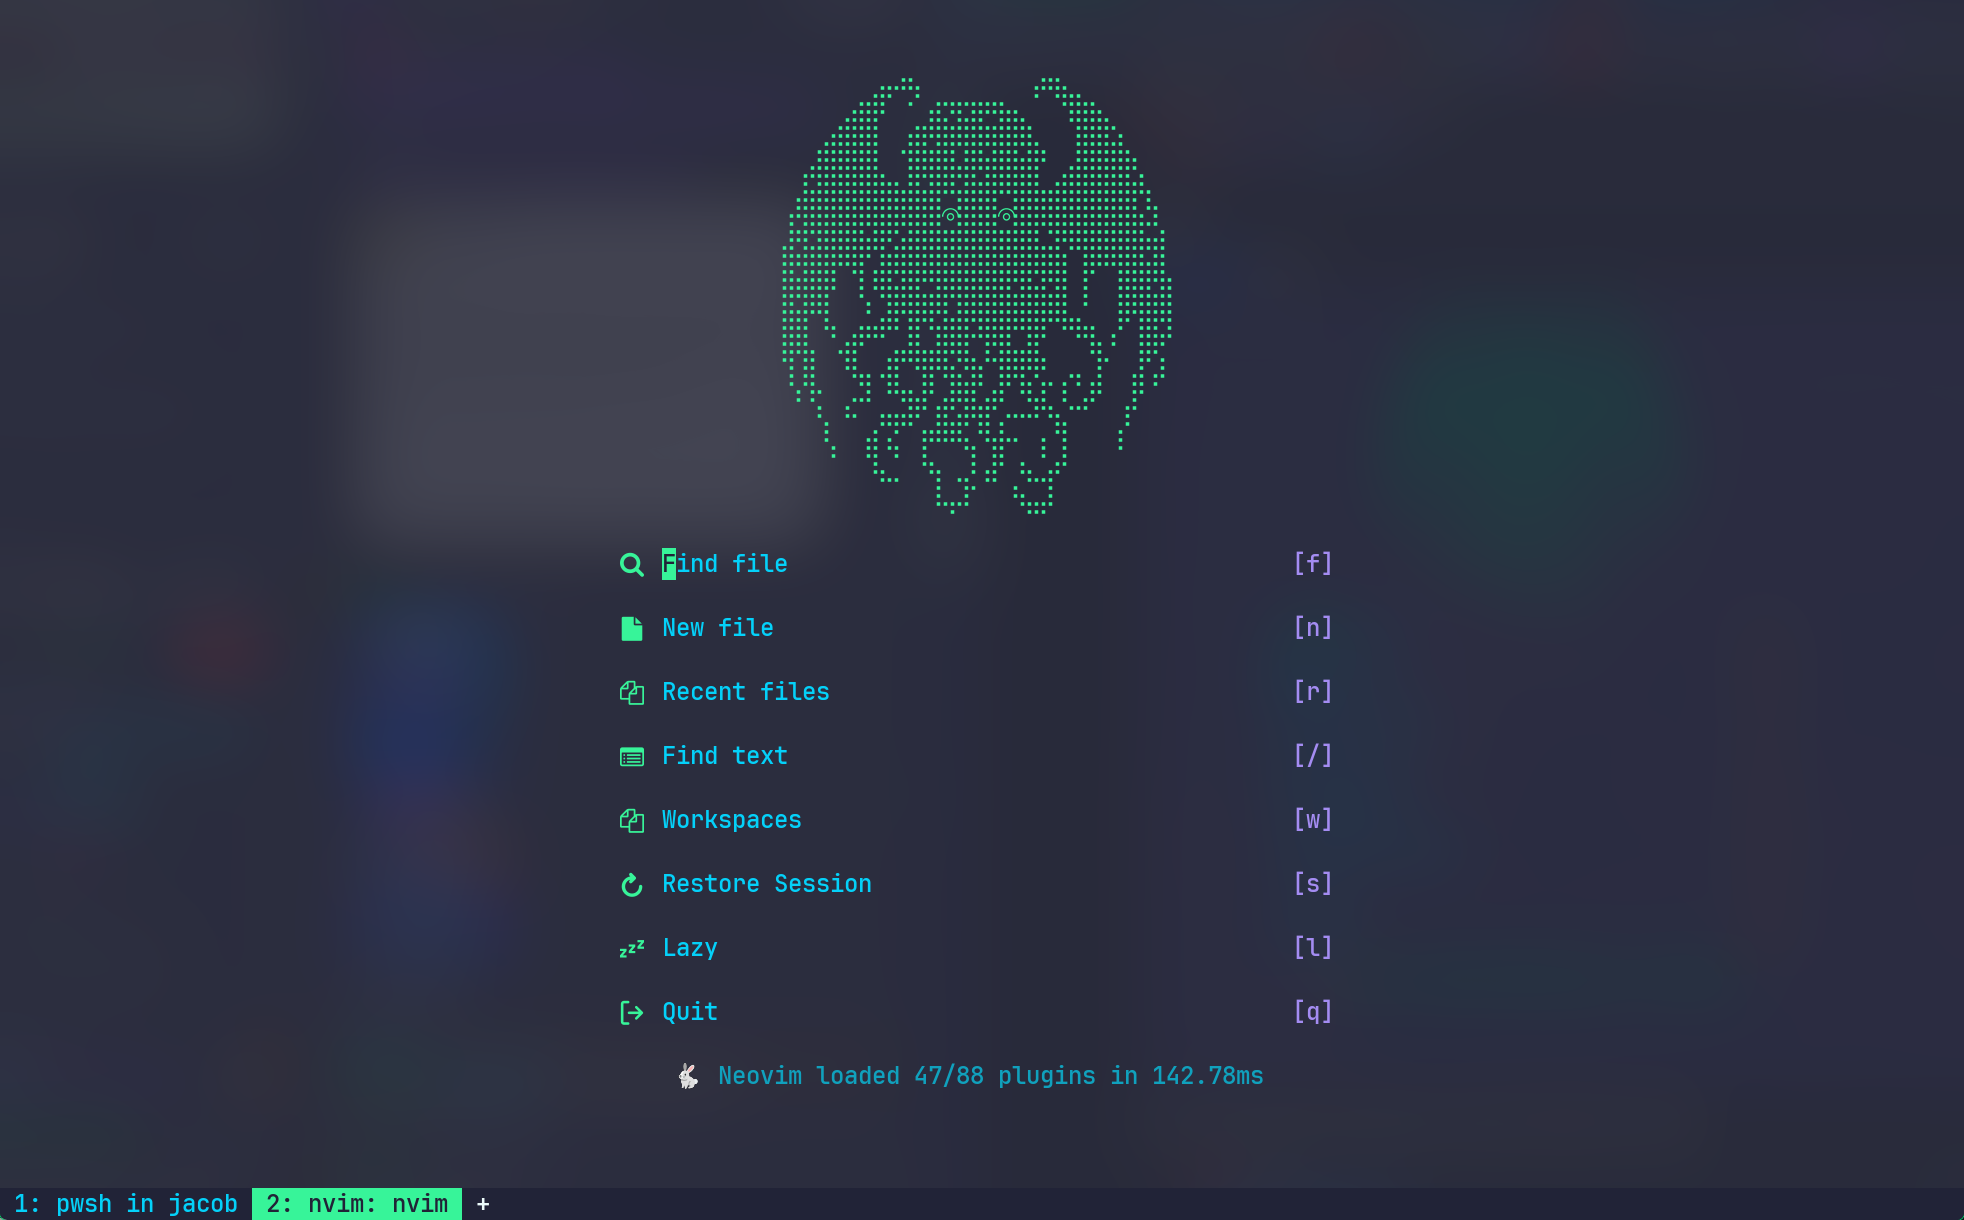 Find file [f]
New file [n]
Recent files [r]
Find text [/]
Workspaces [w]
Restore Session [s]
zzz Lazy [l]
Quit [q]
Neovim loaded 47/88 plugins in 142.78ms
1: pwsh in jacob 2: nvim: nvim +